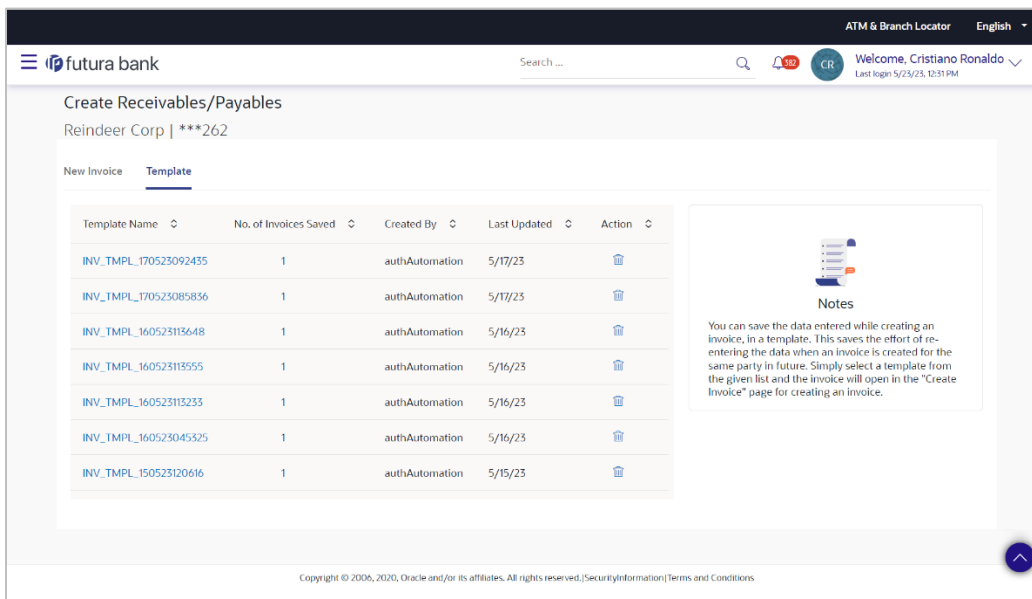 ATM & Branch Locator English
futura bank Search ... 382 CR Welcome, Cristiano Ronaldo
Last login 5/23/23, 12:31 PM
Create Receivables/Payables
Reindeer Corp | ***262
New Invoice Template
Template Name No. of Invoices Saved Created By Last Updated Action
INV_TMPL_170523092435 1 authAutomation 5/17/23
INV_TMPL_170523085836 1 authAutomation 5/17/23
INV_TMPL_160523113648 1 authAutomation 5/16/23
INV_TMPL_160523113555 1 authAutomation 5/16/23
INV_TMPL_160523113233 1 authAutomation 5/16/23
INV_TMPL_160523045325 1 authAutomation 5/16/23
INV_TMPL_150523120616 1 authAutomation 5/15/23
Notes
You can save the data entered while creating an
invoice, in a template. This saves the effort of re-
entering the data when an invoice is created for the
same party in future. Simply select a template from
the given list and the invoice will open in the "Create
Invoice" page for creating an invoice.
Copyright © 2006, 2020, Oracle and/or its affiliates. All rights reserved.|SecurityInformation|Terms and Conditions